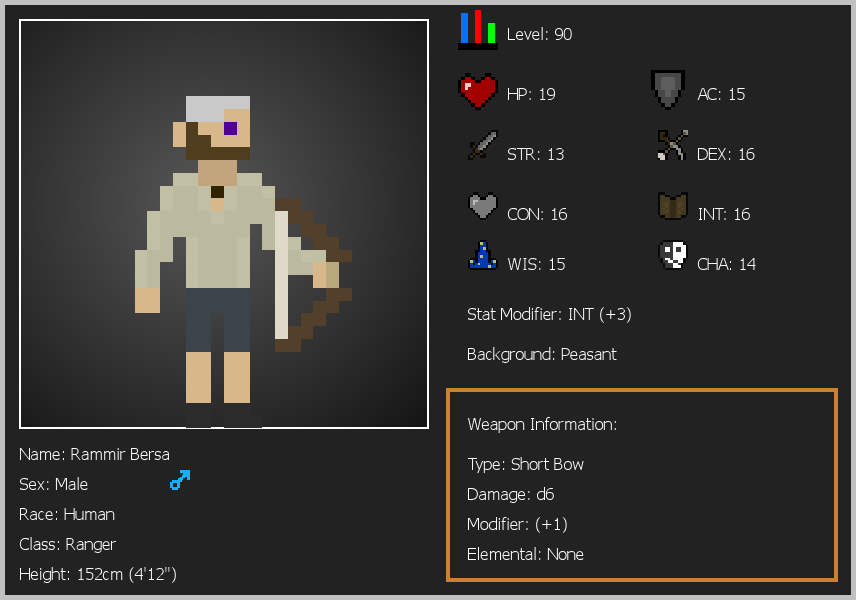 Level: 90
HP: 19
AC: 15
STR: 13
DEX: 16
CON: 16
INT: 16
WIS: 15
CHA: 14
Stat Modifier: INT (+3)
Background: Peasant
Weapon Information:
Type: Short Bow
Damage: d6
Modifier: (+1)
Elemental: None
Name: Rammir Bersa
Sex: Male
Race: Human
Class: Ranger
Height: 152cm (4'12")